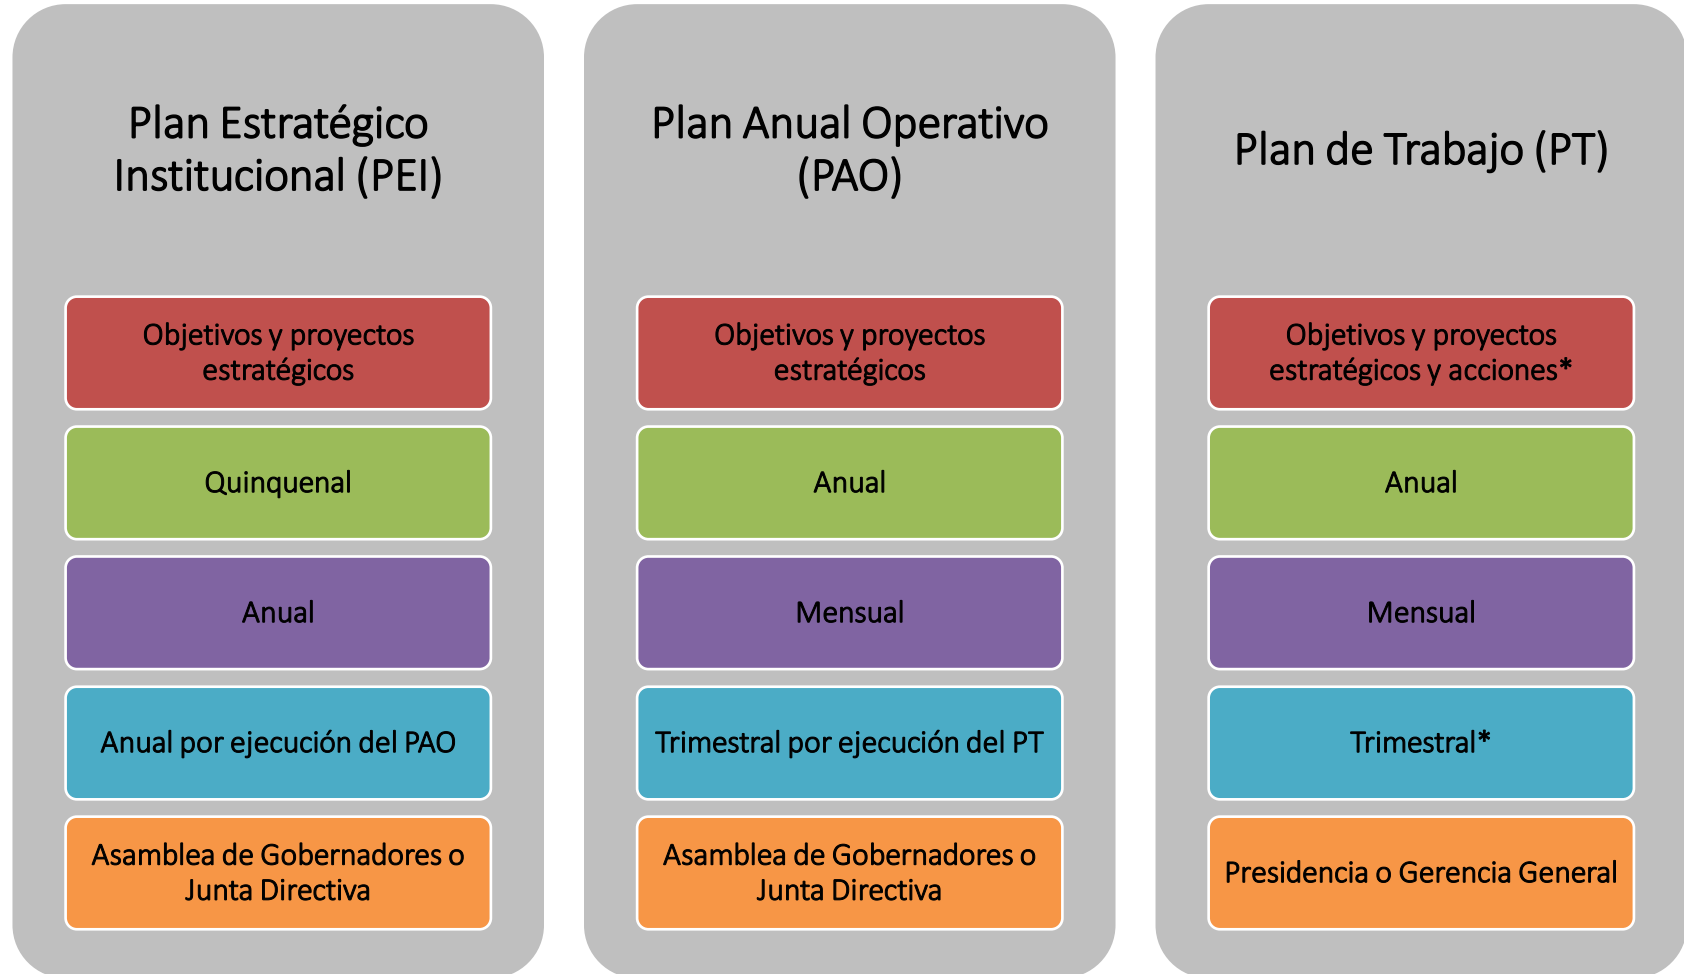 Plan Estratégico
Institucional (PEI)
Objetivos y proyectos
estratégicos
Quinquenal
Anual
Anual por ejecución del PAO
Asamblea de Gobernadores o
Junta Directiva
Plan Anual Operativo
(PAO)
Objetivos y proyectos
estratégicos
Anual
Mensual
Trimestral por ejecución del PT
Asamblea de Gobernadores o
Junta Directiva
Plan de Trabajo (PT)
Objetivos y proyectos
estratégicos y acciones*
Anual
Mensual
Trimestral*
Presidencia o Gerencia General